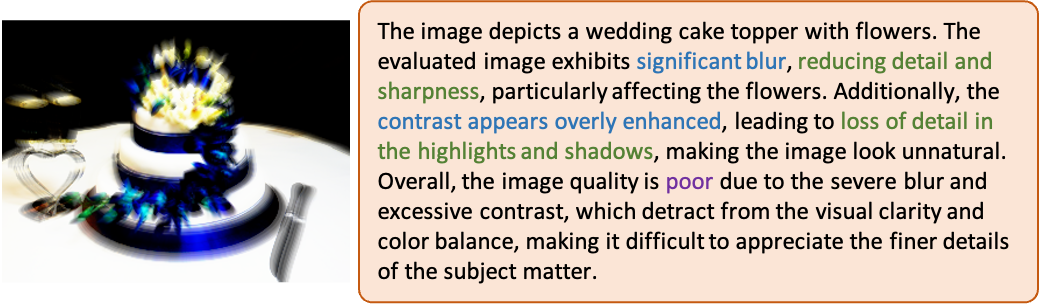 The image depicts a wedding cake topper with flowers. The
evaluated image exhibits significant blur, reducing detail and
sharpness, particularly affecting the flowers. Additionally, the
contrast appears overly enhanced, leading to loss of detail in
the highlights and shadows, making the image look unnatural.
Overall, the image quality is poor due to the severe blur and
excessive contrast, which detract from the visual clarity and
color balance, making it difficult to appreciate the finer details
of the subject matter.